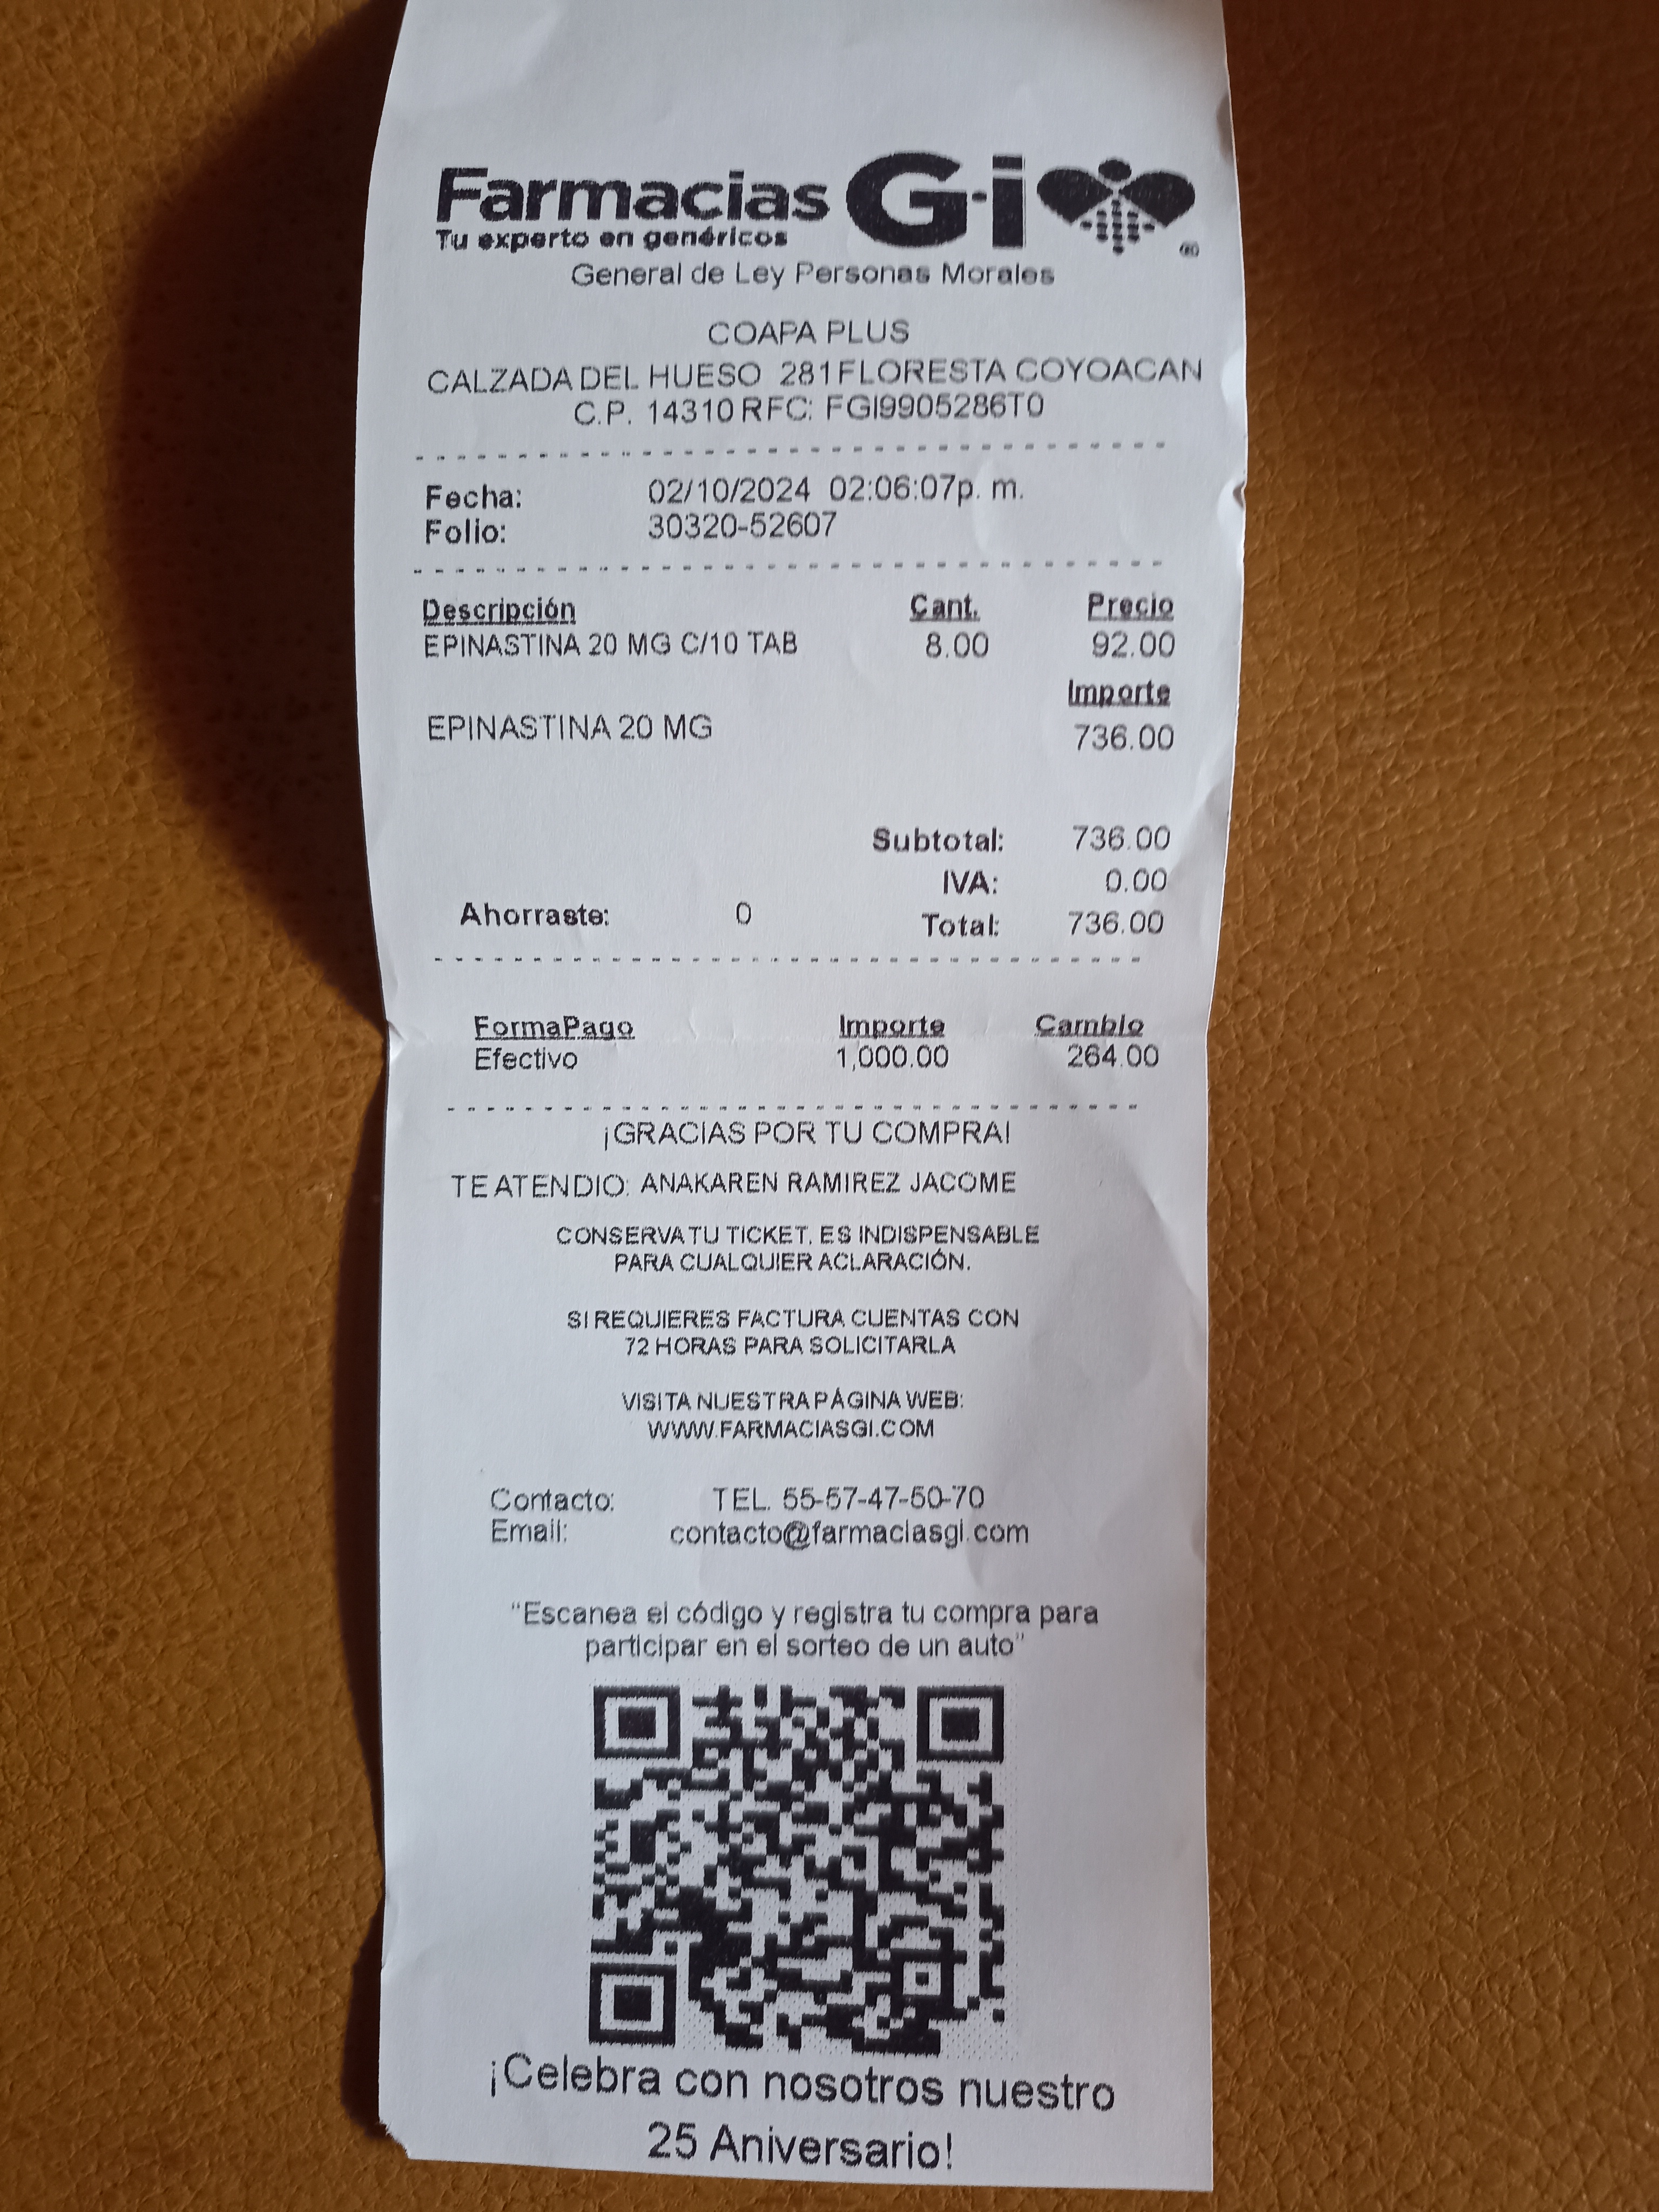 Farmacias G·i
Tu experto en genéricos
General de Ley Personas Morales
COAPA PLUS
CALZADA DEL HUESO 281 FLORESTA COYOACAN
C.P. 14310 RFC: FGI9905286T0
Fecha: 02/10/2024 02:06:07p. m.
Folio: 30320-52607
Descripción Cant. Precio
EPINASTINA 20 MG C/10 TAB 8.00 92.00
Importe
EPINASTINA 20 MG 736.00
Subtotal: 736.00
IVA: 0.00
Ahorraste: 0 Total: 736.00
FormaPago Importe Cambio
Efectivo 1,000.00 264.00
¡GRACIAS POR TU COMPRA!
TE ATENDIO: ANAKAREN RAMIREZ JACOME
CONSERVA TU TICKET. ES INDISPENSABLE
PARA CUALQUIER ACLARACIÓN.
SI REQUIERES FACTURA CUENTAS CON
72 HORAS PARA SOLICITARLA
VISITA NUESTRA PÁGINA WEB:
WWW.FARMACIASGI.COM
Contacto: TEL. 55-57-47-50-70
Email: contacto@farmaciasgi.com
"Escanea el código y registra tu compra para
participar en el sorteo de un auto"
¡Celebra con nosotros nuestro
25 Aniversario!